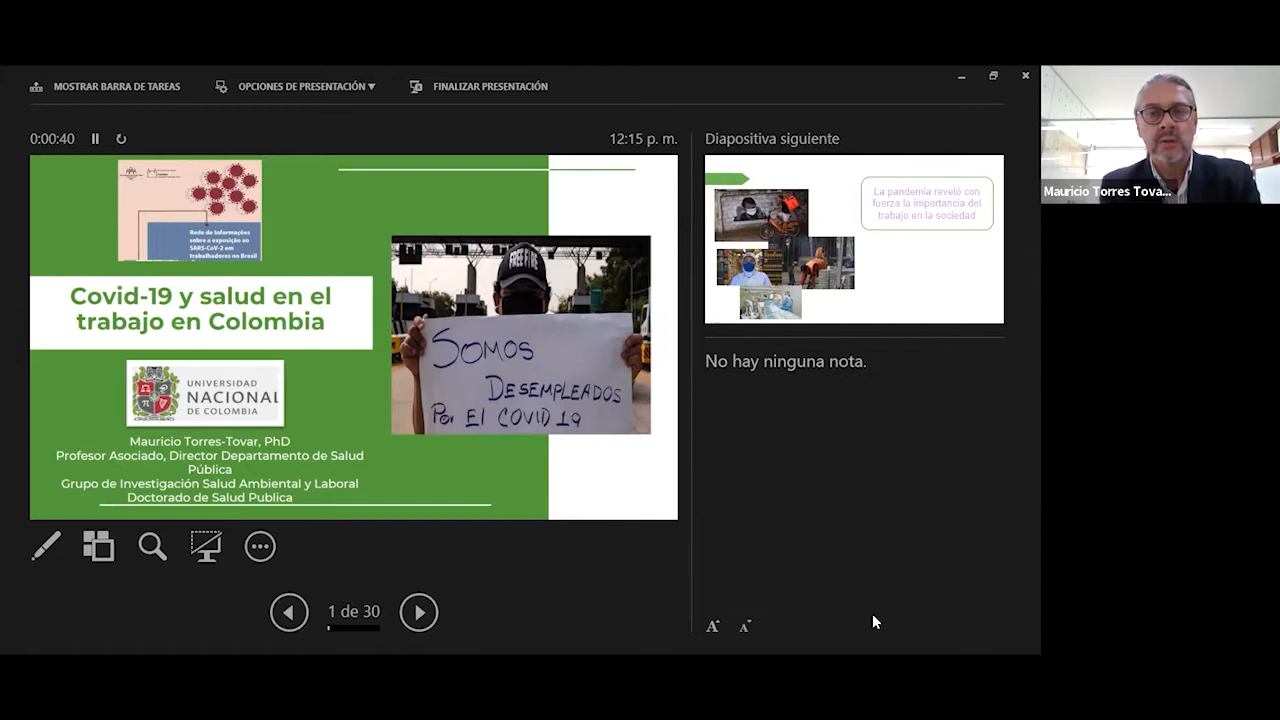 MOSTRAR BARRA DE TAREAS
OPCIONES DE PRESENTACIÓN
FINALIZAR PRESENTACIÓN
0:00:40
12:15 p. m.
Diapositiva siguiente
Rede de Informações
sobre a exposição ao
SARS-CoV-2 em
trabalhadores no Brasil
Covid-19 y salud en el
trabajo en Colombia
UNIVERSIDAD
NACIONAL
DE COLOMBIA
Mauricio Torres-Tovar, PhD
Profesor Asociado, Director Departamento de Salud
Pública
Grupo de Investigación Salud Ambiental y Laboral
Doctorado de Salud Publica
FREE FIRE
SOMOS
DESEMPLEADOS
Por El COVID 19
La pandemia reveló con
fuerza la importancia del
trabajo en la sociedad
No hay ninguna nota.
1 de 30
Mauricio Torres Tova...